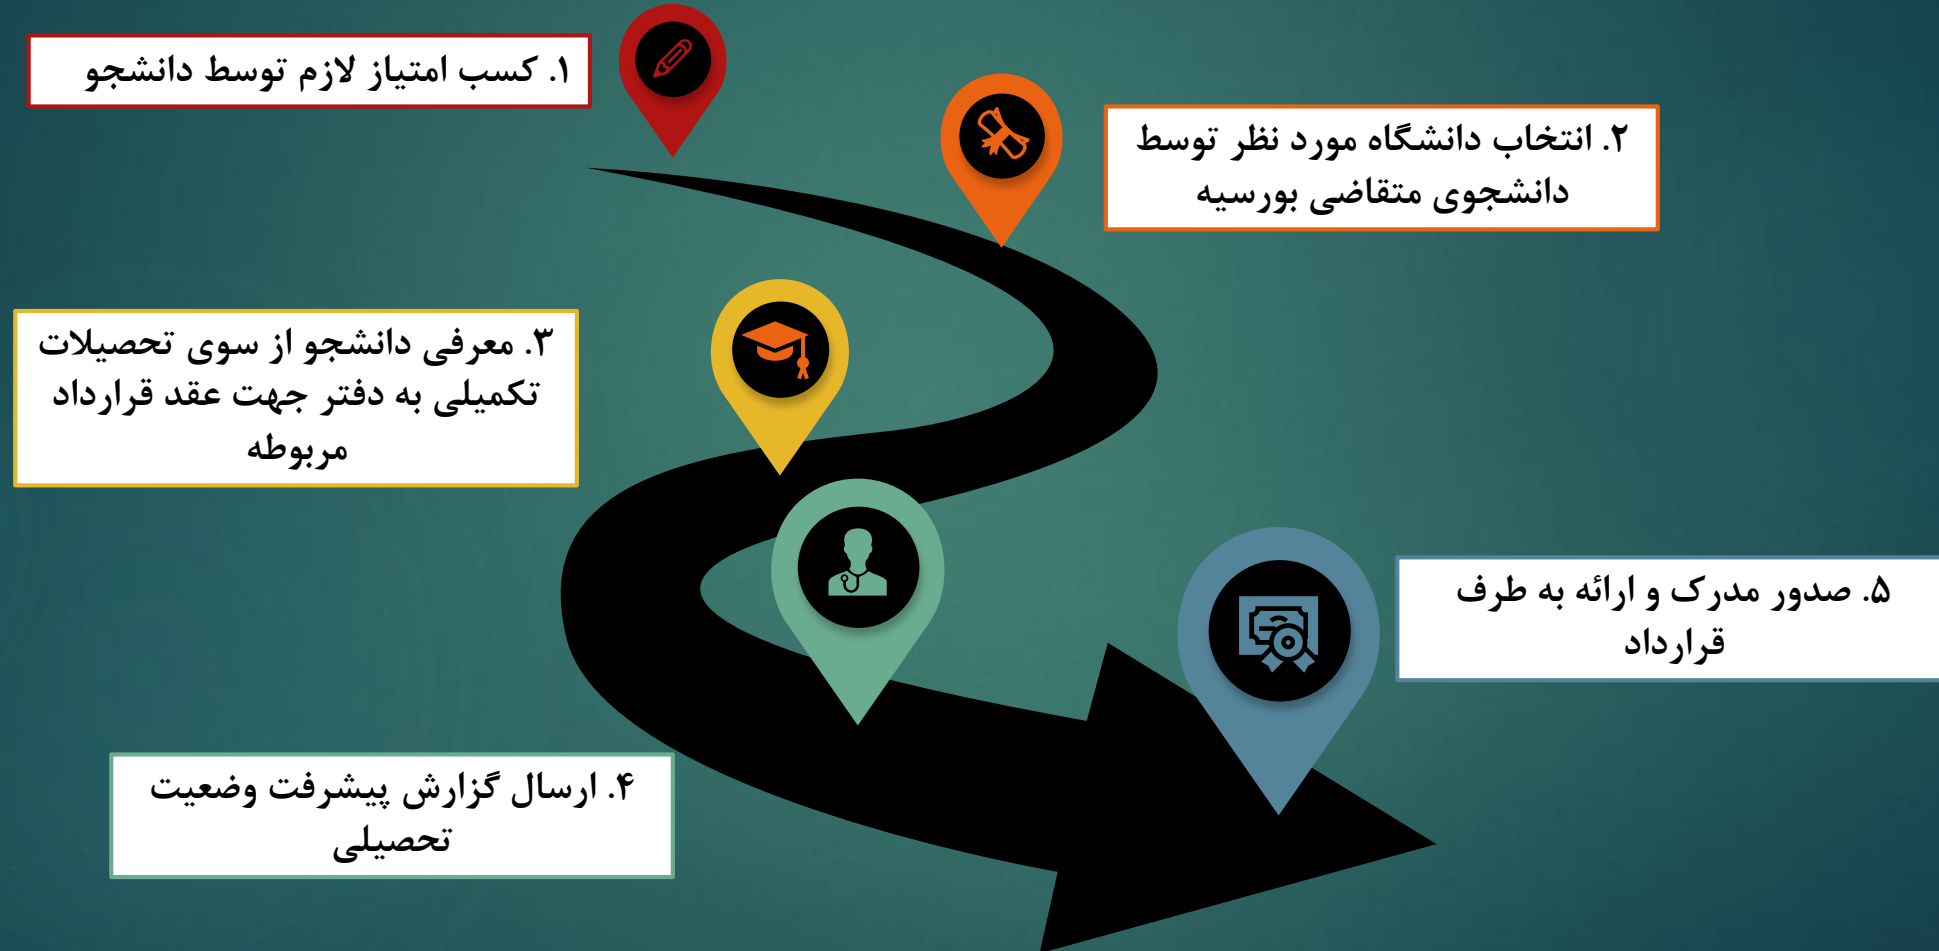 ۱. کسب امتیاز لازم توسط دانشجو
۲. انتخاب دانشگاه مورد نظر توسط
دانشجوی متقاضی بورسیه
۳. معرفی دانشجو از سوی تحصیلات
تکمیلی به دفتر جهت عقد قرارداد
مربوطه
۴. ارسال گزارش پیشرفت وضعیت
تحصیلی
۵. صدور مدرک و ارائه به طرف
قرارداد